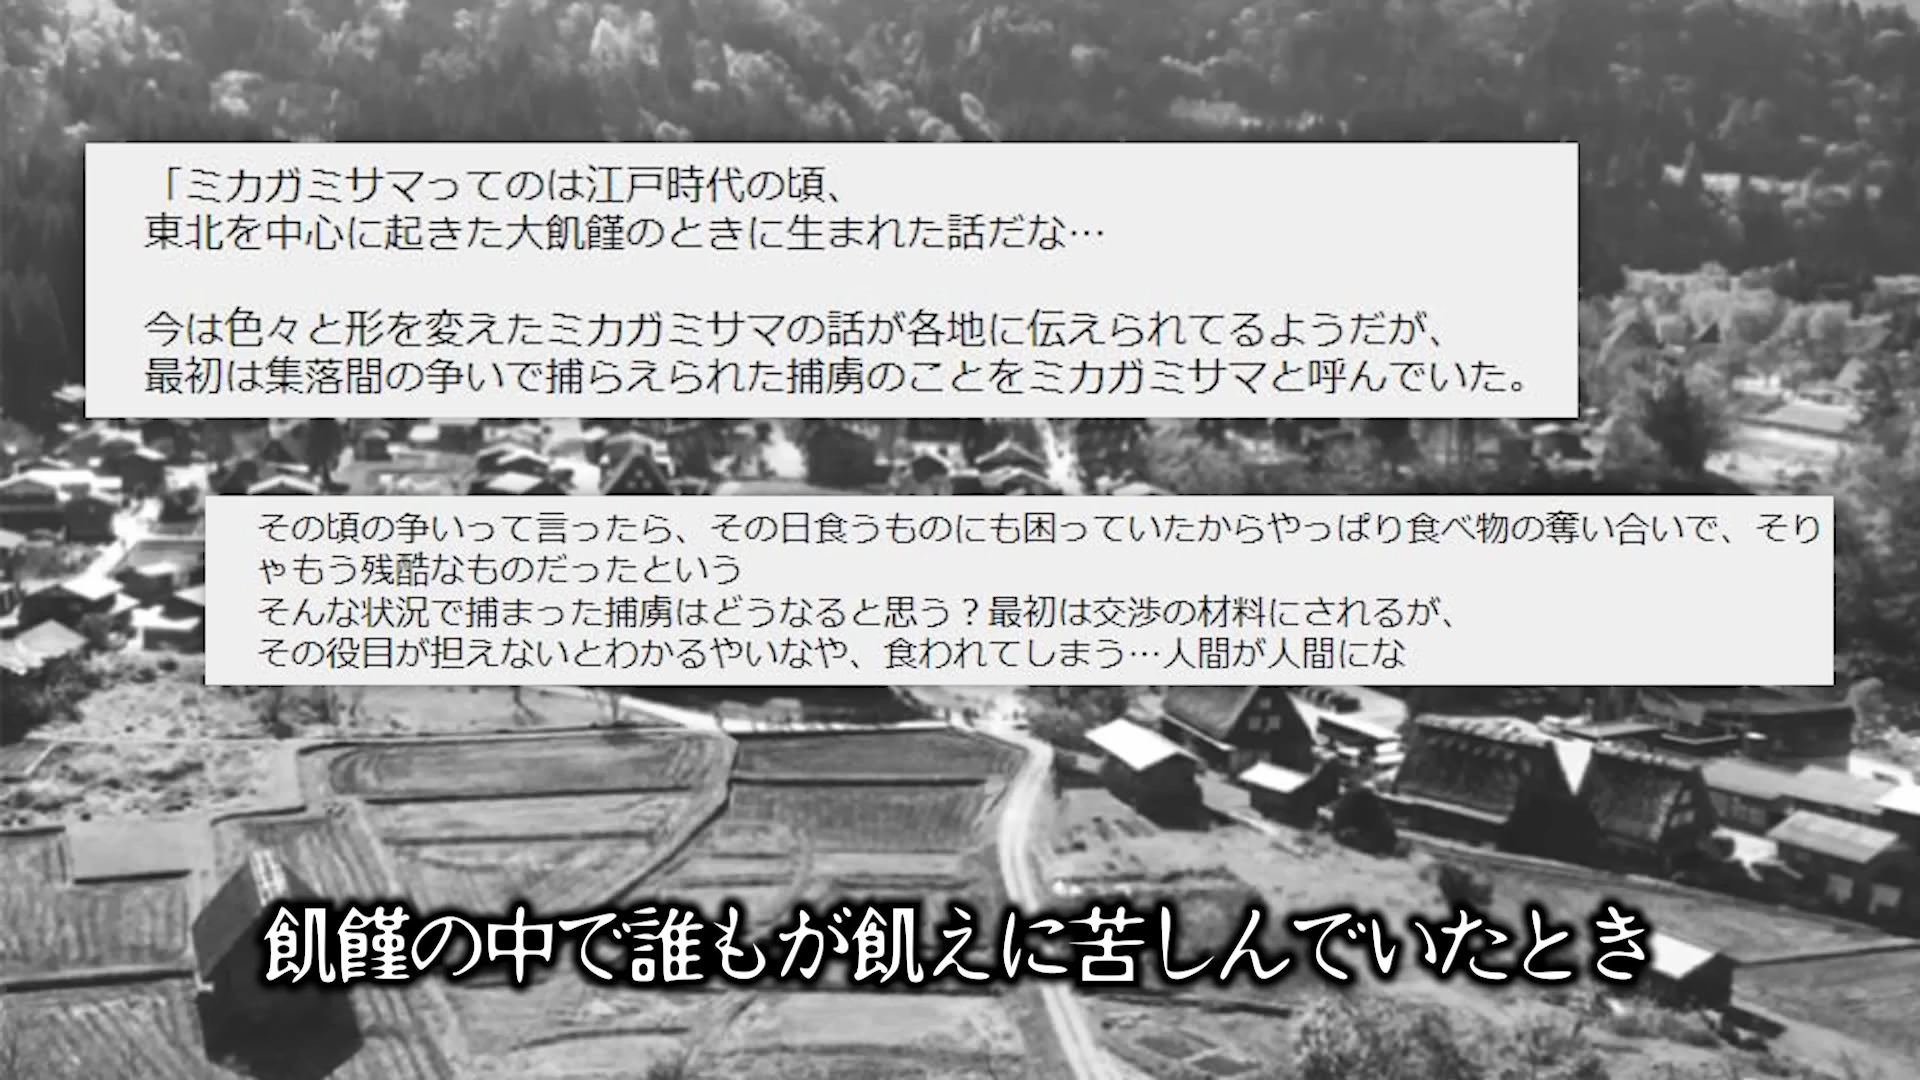 「ミカガミサマってのは江戸時代の頃、
東北を中心に起きた大飢饉のときに生まれた話だな…
今は色々と形を変えたミカガミサマの話が各地に伝えられてるようだが、
最初は集落間の争いで捕らえられた捕虜のことをミカガミサマと呼んでいた。
その頃の争いって言ったら、その日食うものにも困っていたからやっぱり食べ物の奪い合いで、そり
ゃもう残酷なものだったという
そんな状況で捕まった捕虜はどうなると思う？最初は交渉の材料にされるが、
その役目が担えないとわかるやいなや、食われてしまう…人間が人間にな
飢饉の中で誰もが飢えに苦しんでいたとき